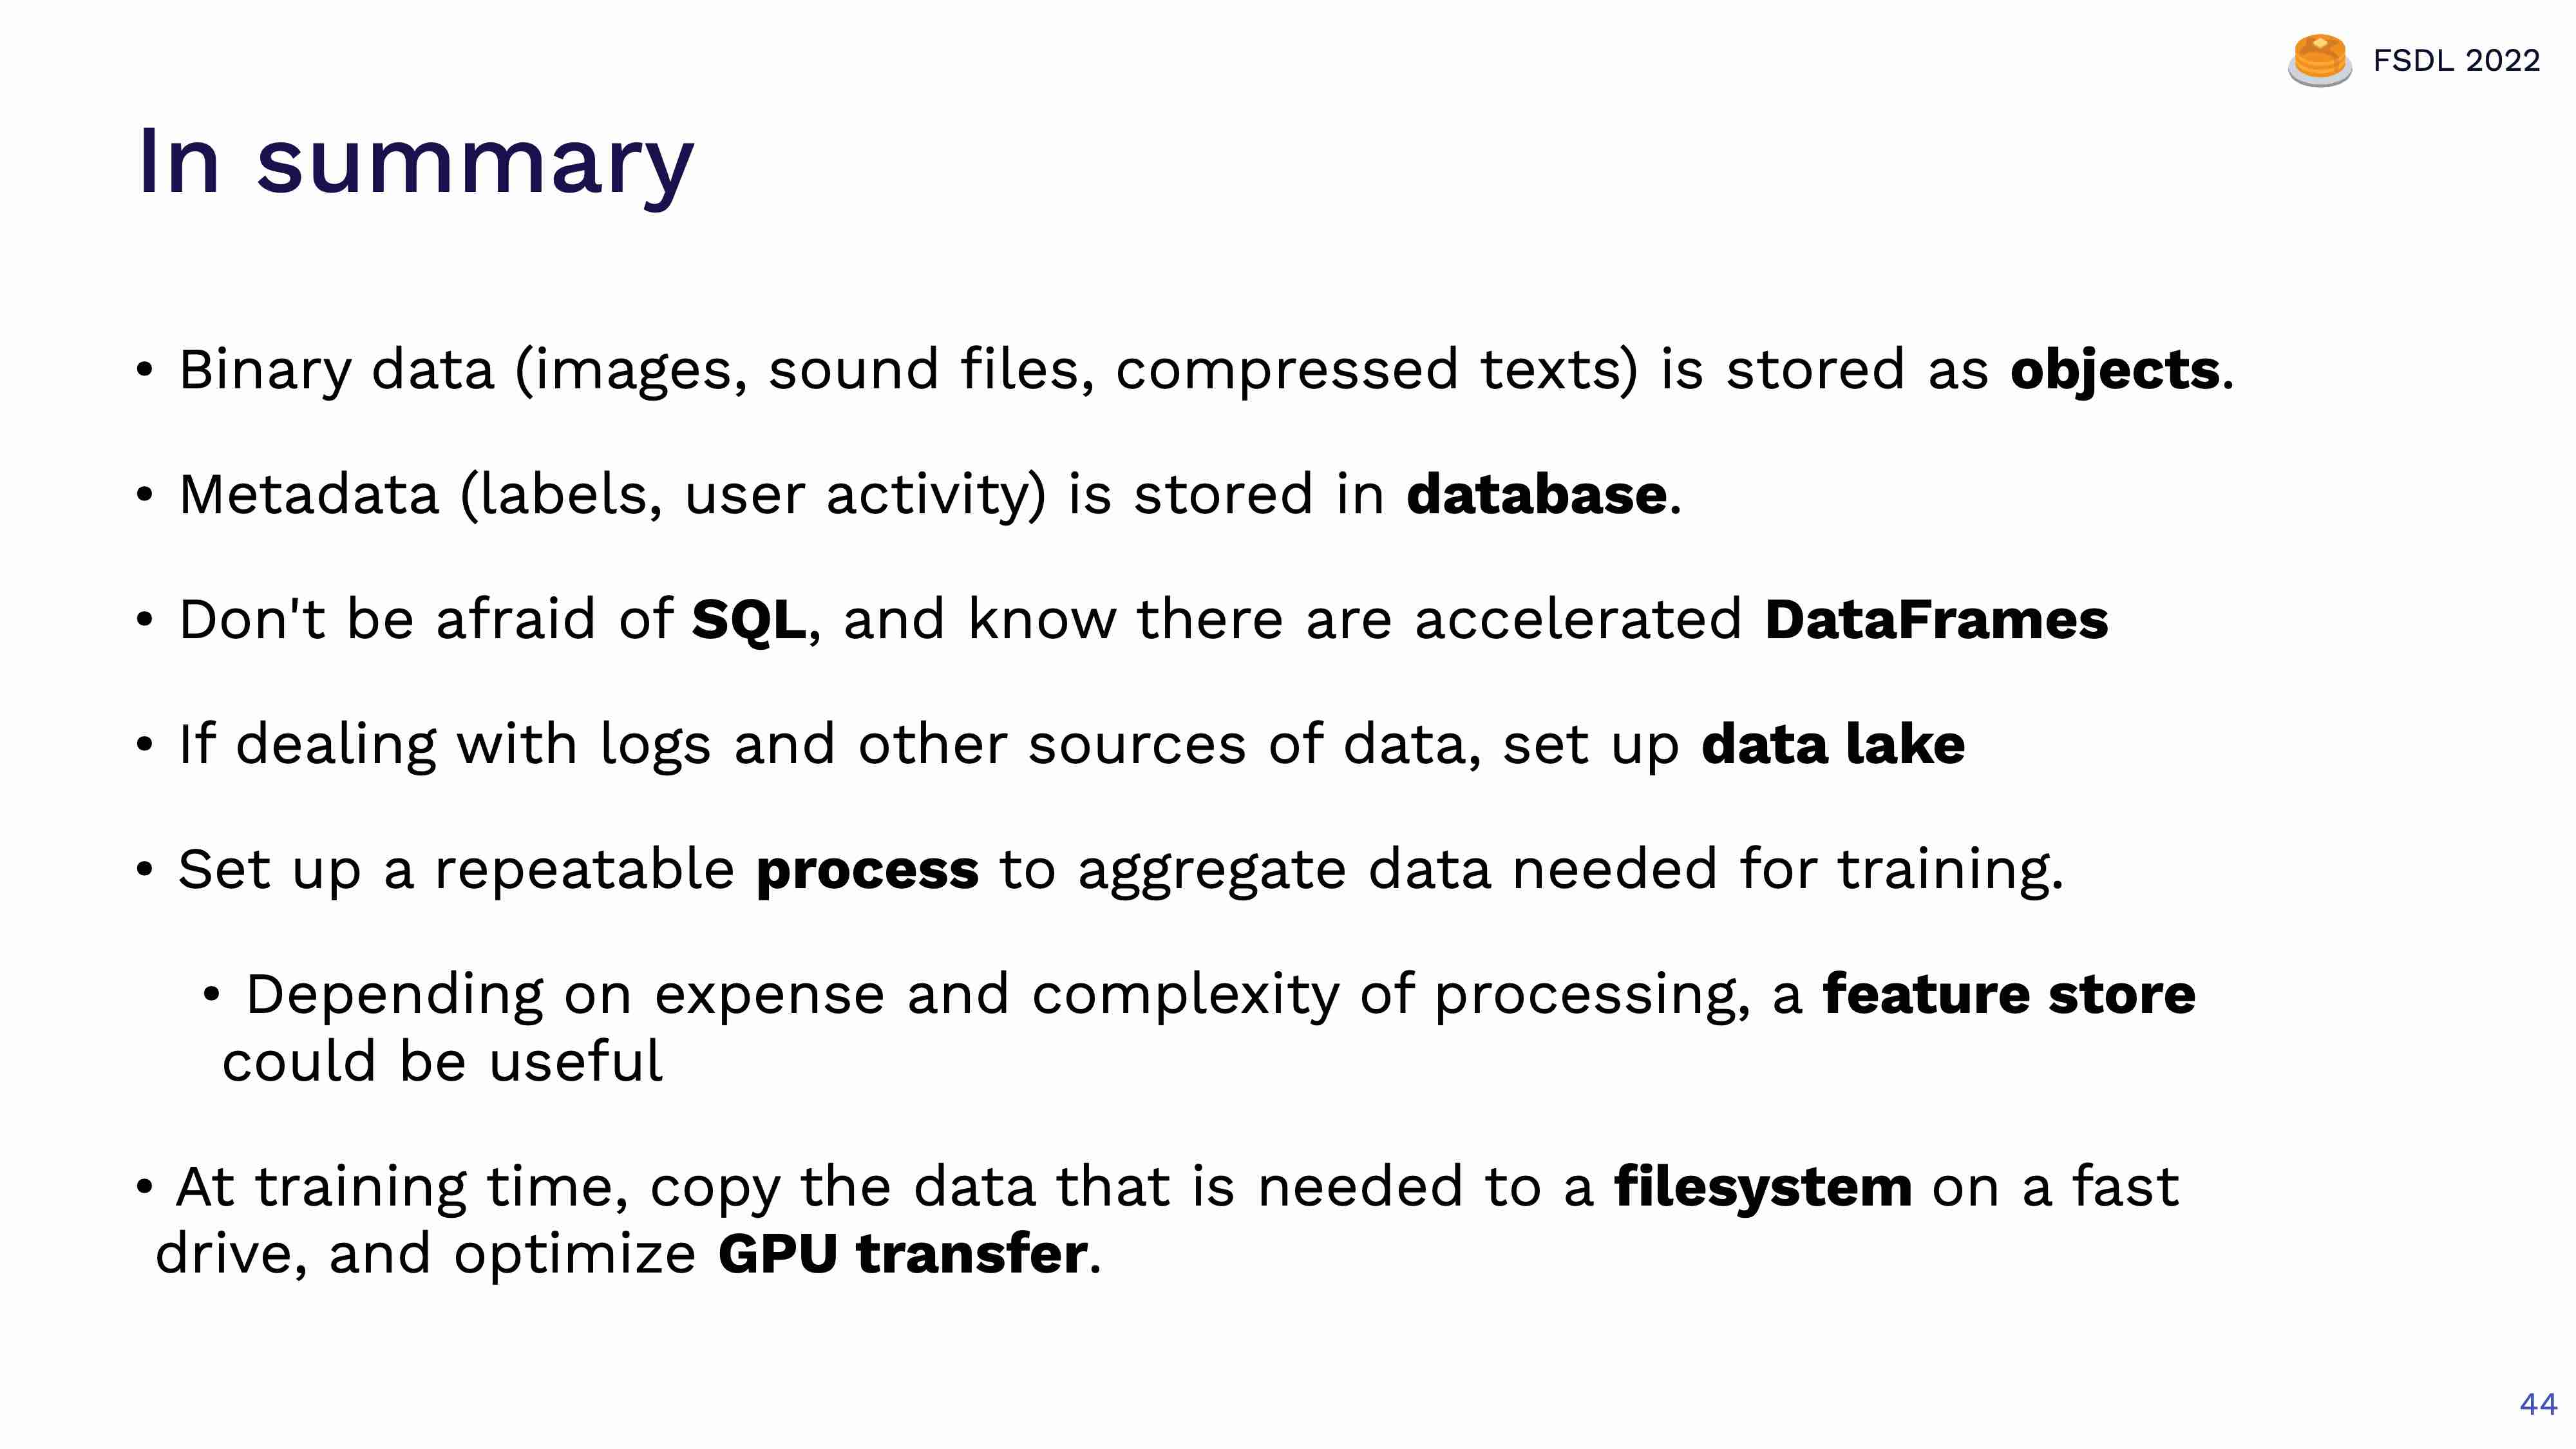 FSDL 2022
In summary
• Binary data (images, sound files, compressed texts) is stored as objects.
• Metadata (labels, user activity) is stored in database.
• Don't be afraid of SQL, and know there are accelerated DataFrames
• If dealing with logs and other sources of data, set up data lake
• Set up a repeatable process to aggregate data needed for training.
• Depending on expense and complexity of processing, a feature store
could be useful
• At training time, copy the data that is needed to a filesystem on a fast
drive, and optimize GPU transfer.
44